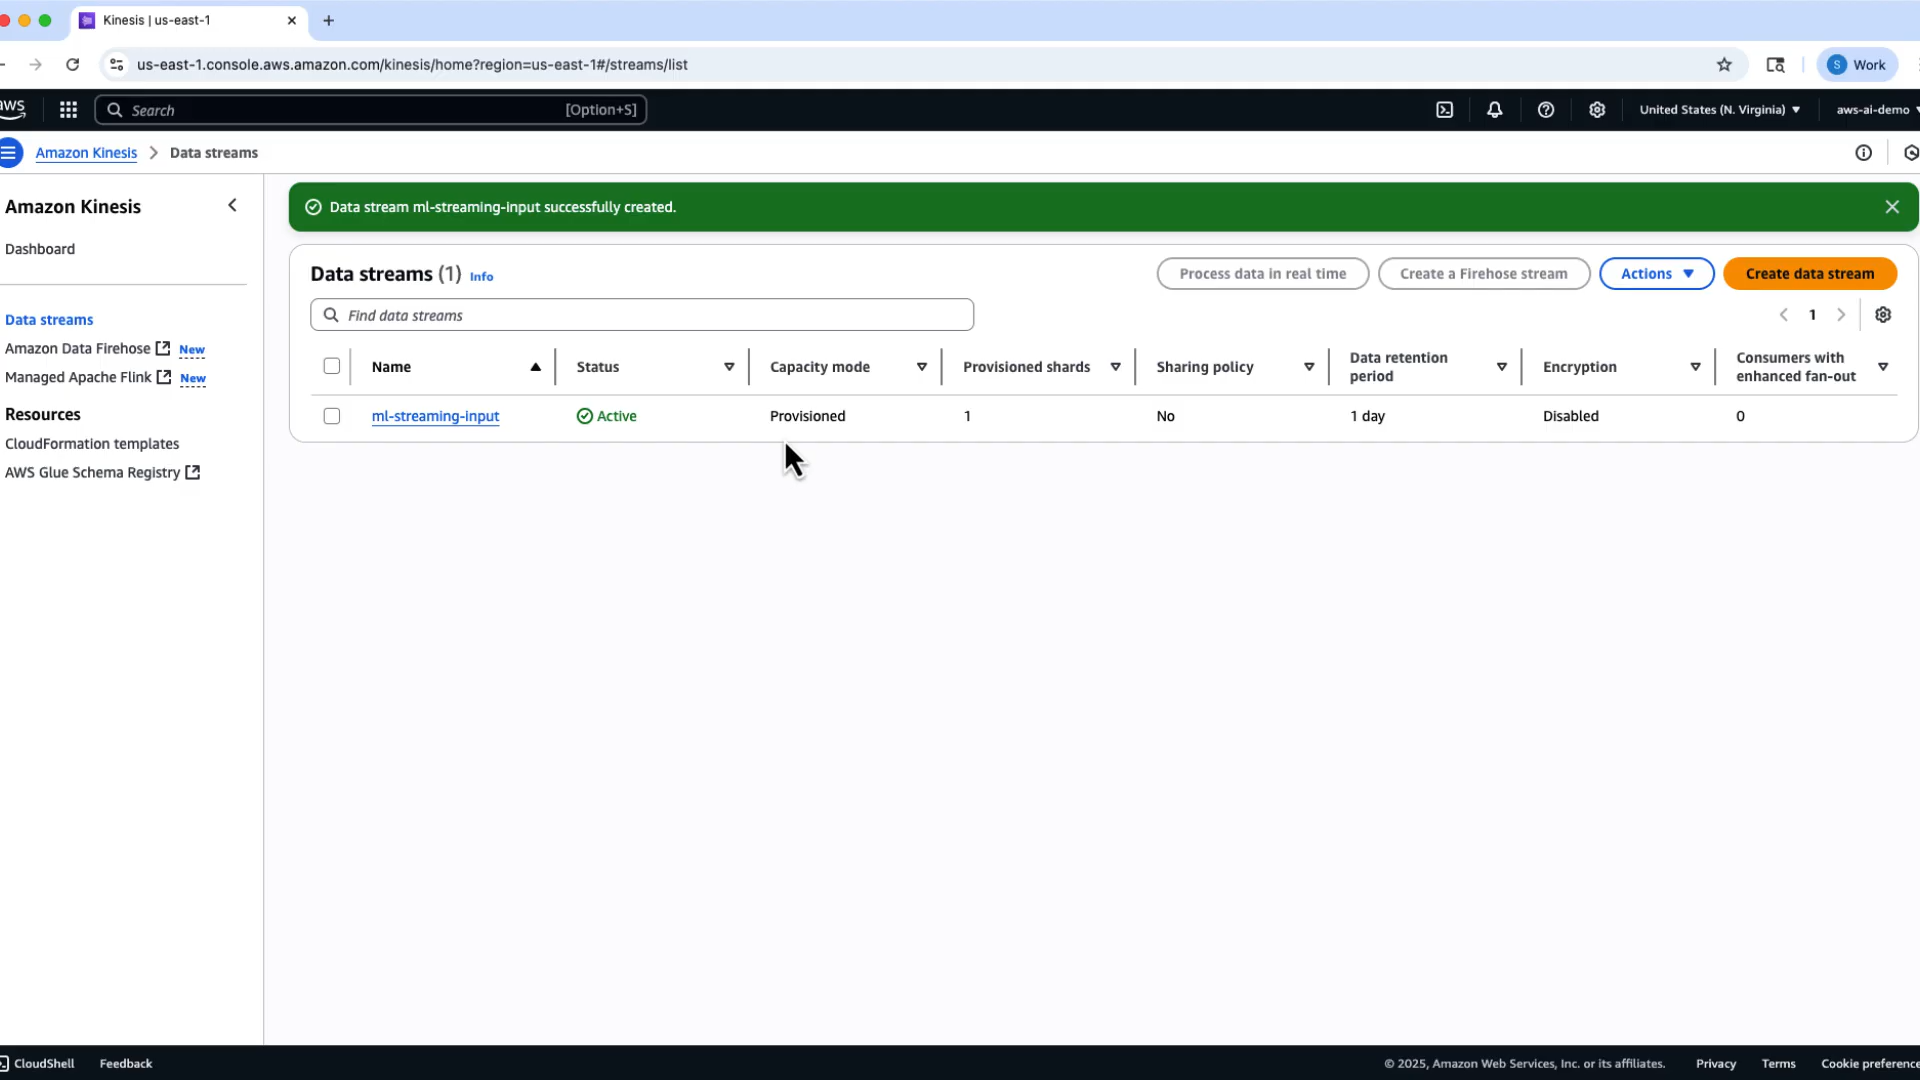 Kinesis | us-east-1
us-east-1.console.aws.amazon.com/kinesis/home?region=us-east-1#/streams/list
S Work
aws
Search [Option+S]
United States (N. Virginia)
aws-ai-demo
Amazon Kinesis
Data streams
Amazon Kinesis
Dashboard
Data streams
Amazon Data Firehose New
Managed Apache Flink New
Resources
CloudFormation templates
AWS Glue Schema Registry
Data stream ml-streaming-input successfully created.
Data streams (1) Info
Process data in real time
Create a Firehose stream
Actions
Create data stream
Find data streams
1
Name
Status
Capacity mode
Provisioned shards
Sharing policy
Data retention
period
Encryption
Consumers with
enhanced fan-out
ml-streaming-input
Active
Provisioned
1
No
1 day
Disabled
0
CloudShell
Feedback
© 2025, Amazon Web Services, Inc. or its affiliates.
Privacy
Terms
Cookie preference